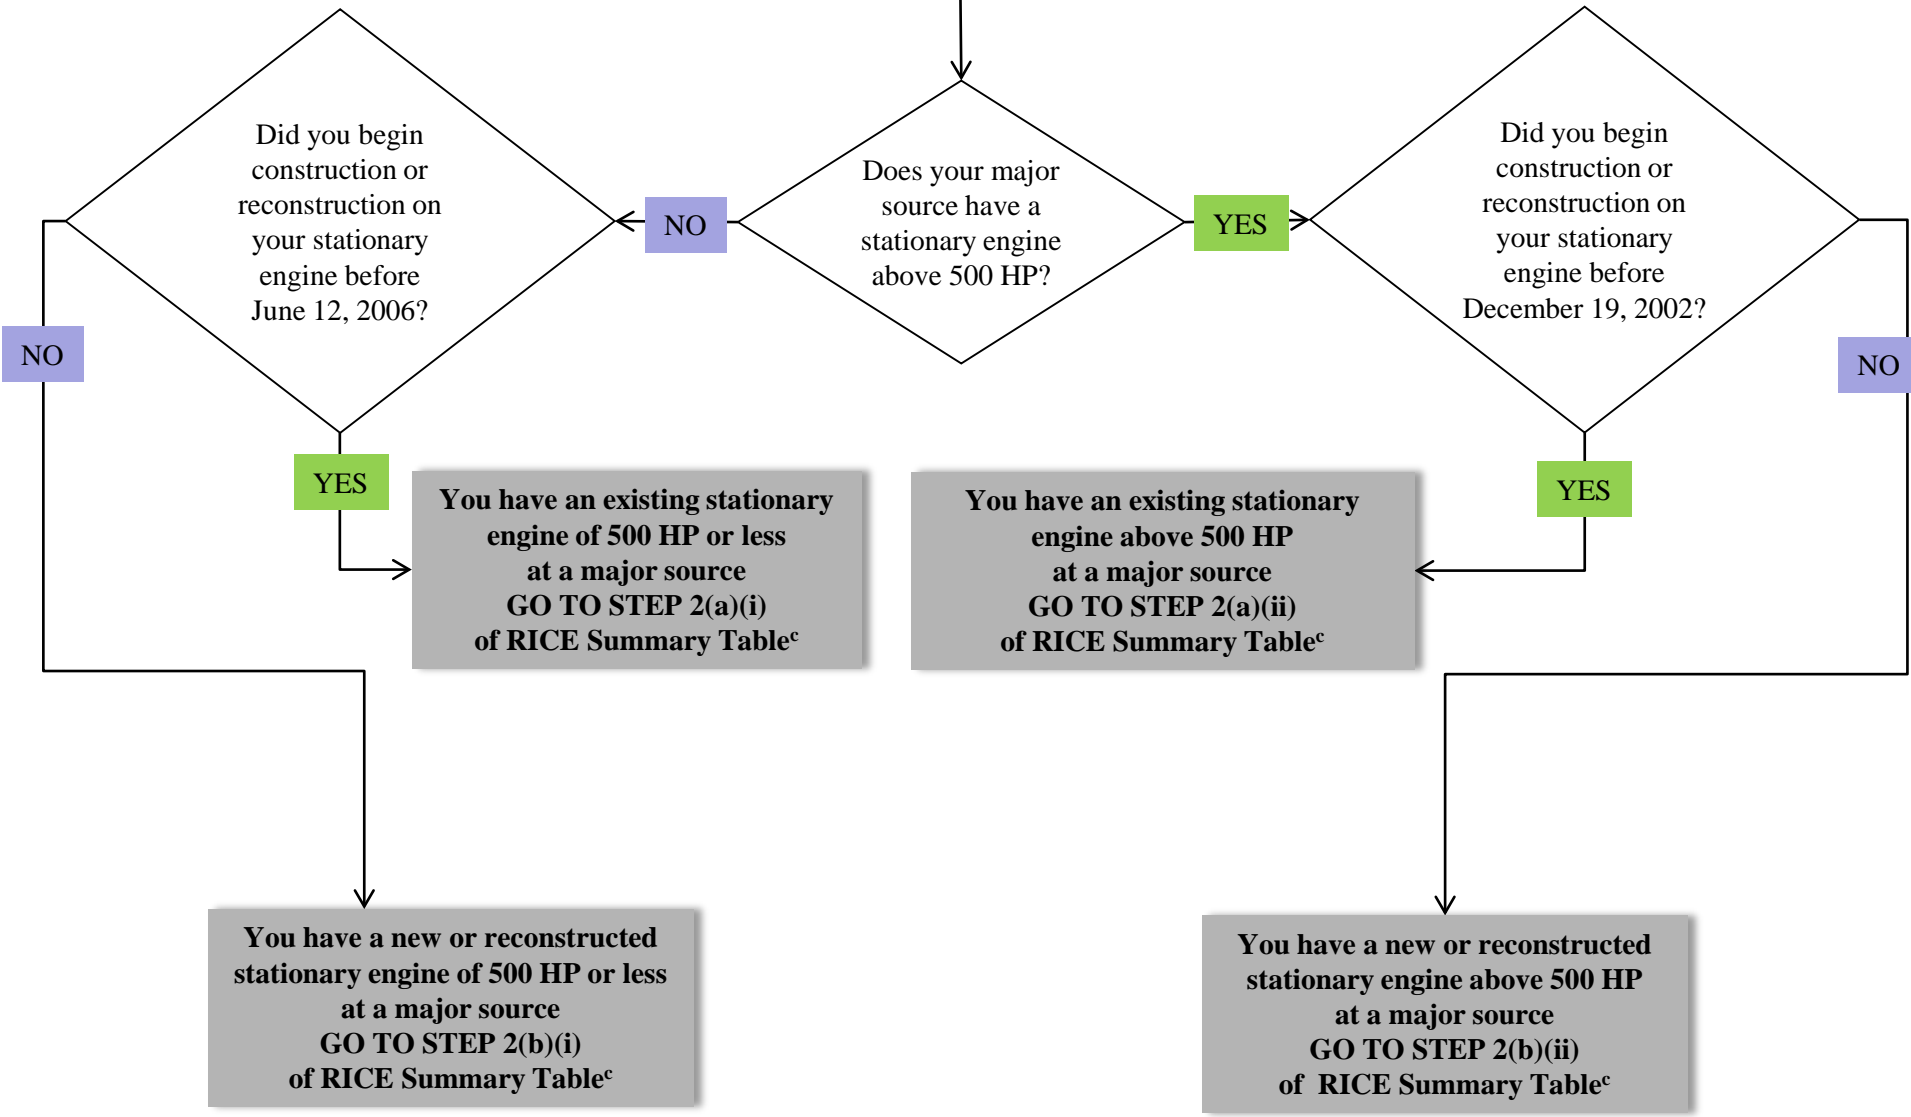 Did you begin
construction or
reconstruction on
your stationary
engine before
June 12, 2006?
NO
YES
NO
Does your major
source have a
stationary engine
above 500 HP?
YES
Did you begin
construction or
reconstruction on
your stationary
engine before
December 19, 2002?
NO
YES
You have an existing stationary
engine of 500 HP or less
at a major source
GO TO STEP 2(a)(i)
of RICE Summary Tableᶜ
You have an existing stationary
engine above 500 HP
at a major source
GO TO STEP 2(a)(ii)
of RICE Summary Tableᶜ
You have a new or reconstructed
stationary engine of 500 HP or less
at a major source
GO TO STEP 2(b)(i)
of RICE Summary Tableᶜ
You have a new or reconstructed
stationary engine above 500 HP
at a major source
GO TO STEP 2(b)(ii)
of RICE Summary Tableᶜ